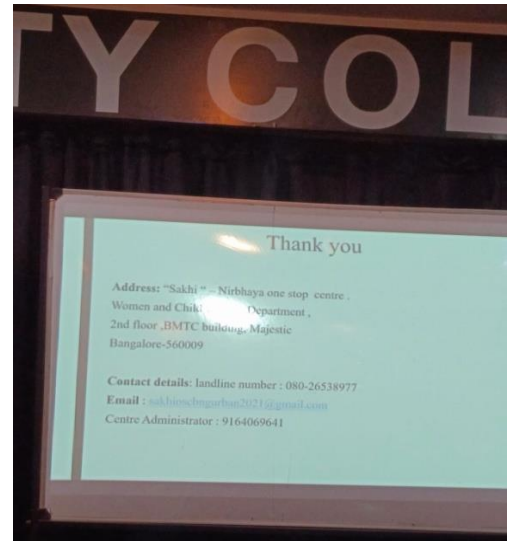 TY COL
Thank you
Address: "Sakhi " – Nirbhaya one stop centre ,
Women and Child Department ,
2nd floor ,BMTC building, Majestic
Bangalore-560009
Contact details: landline number : 080-26538977
Email :
Centre Administrator : 9164069641